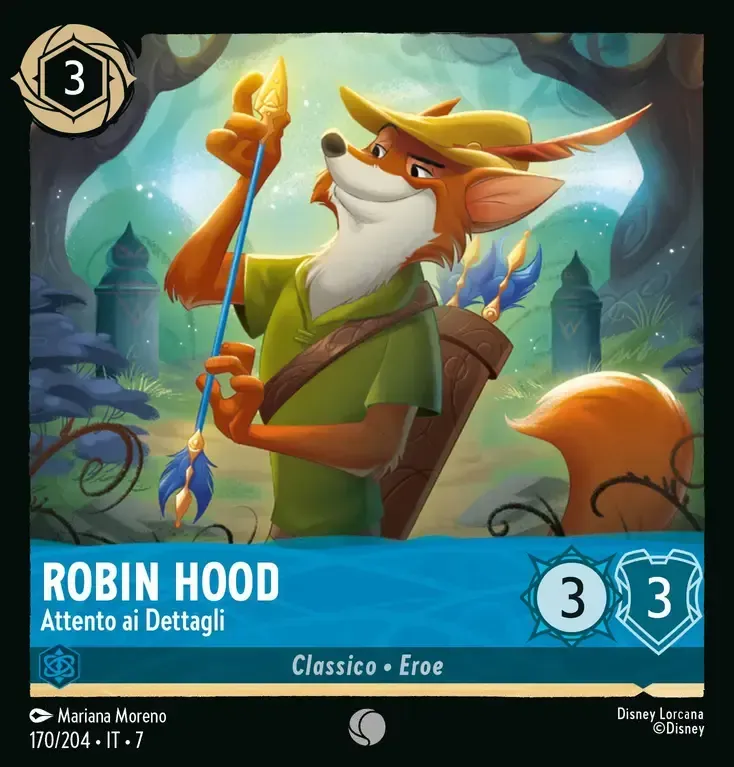 3
ROBIN HOOD
Attento ai Dettagli
3 3
Classico • Eroe
Mariana Moreno
170/204 • IT • 7
Disney Lorcana
©Disney